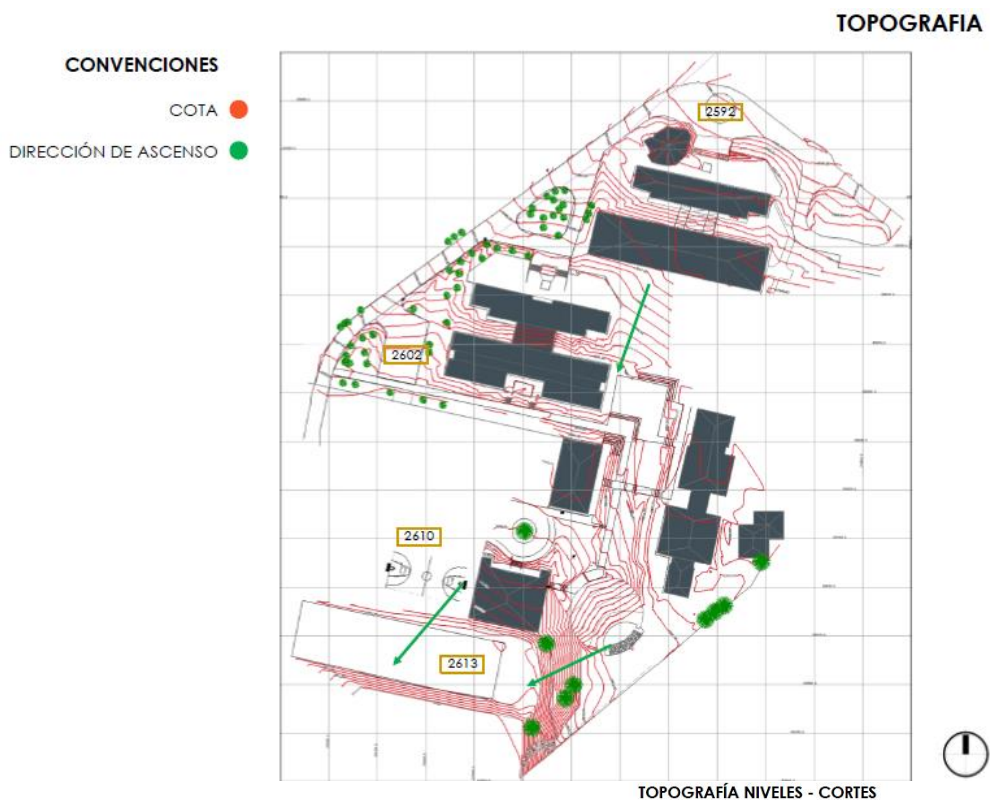 TOPOGRAFIA
CONVENCIONES
COTA
DIRECCIÓN DE ASCENSO
2592
2602
2610
2613
TOPOGRAFÍA NIVELES - CORTES